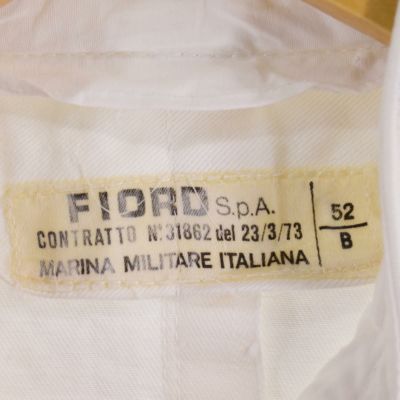 FIORD S.p.A.
CONTRATTO N° 31862 del 23/3/73
MARINA MILITARE ITALIANA
52
B